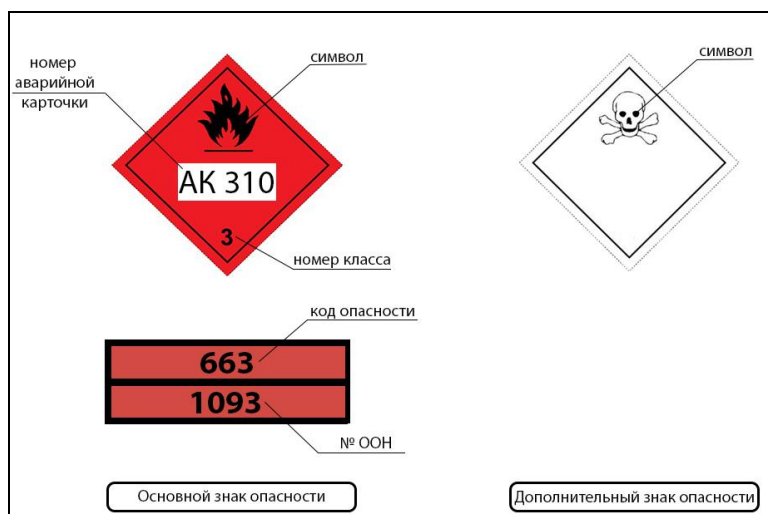 номер
аварийной
карточки
символ
АК 310
3
номер класса
символ
код опасности
663
1093
№ ООН
Основной знак опасности
Дополнительный знак опасности